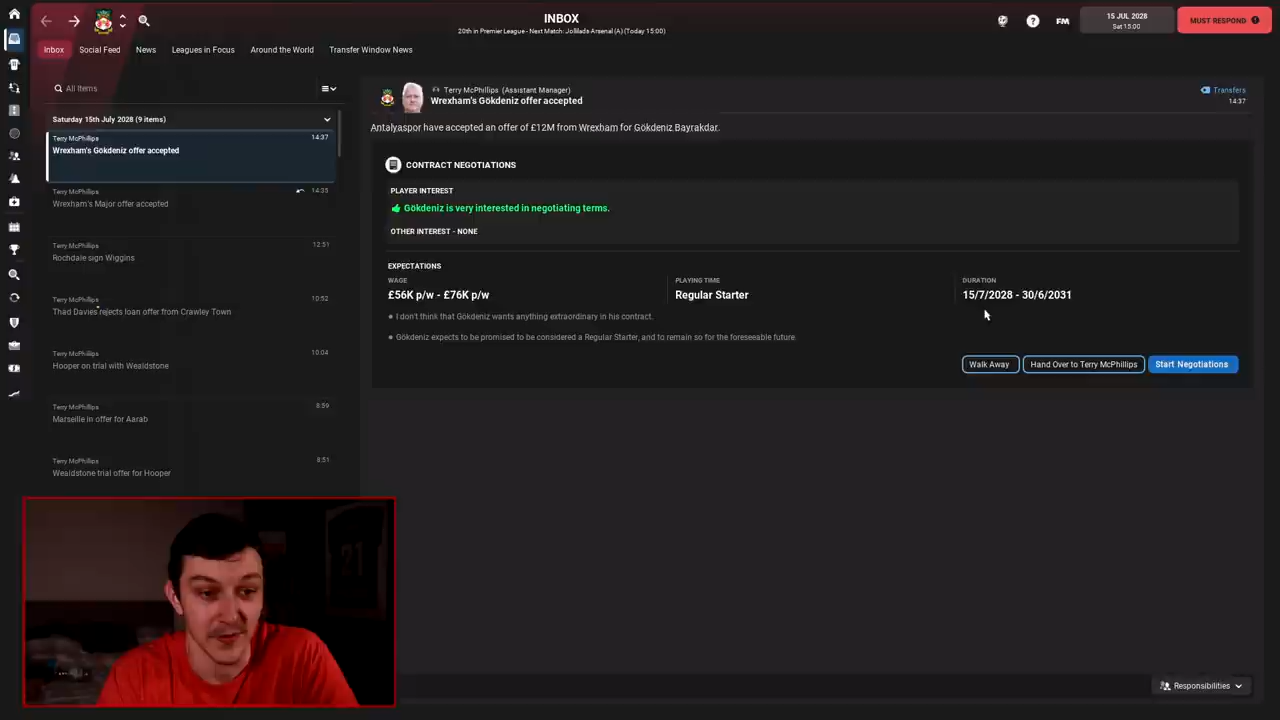 INBOX
20th in Premier League - Next Match: Jollilads Arsenal (A) (Today 15:00)
FM
15 JUL 2028
Sat 15:00
MUST RESPOND
Inbox
Social Feed
News
Leagues in Focus
Around the World
Transfer Window News
All Items
Saturday 15th July 2028 (9 items)
Terry McPhillips
14:37
Wrexham's Gökdeniz offer accepted
Terry McPhillips
14:35
Wrexham's Major offer accepted
Terry McPhillips
12:51
Rochdale sign Wiggins
Terry McPhillips
10:52
Thad Davies rejects loan offer from Crawley Town
Terry McPhillips
10:04
Hooper on trial with Wealdstone
Terry McPhillips
8:59
Marseille in offer for Aarab
Terry McPhillips
8:51
Wealdstone trial offer for Hooper
Terry McPhillips (Assistant Manager)
Wrexham's Gökdeniz offer accepted
Transfers
14:37
Antalyaspor have accepted an offer of £12M from Wrexham for Gökdeniz Bayrakdar.
CONTRACT NEGOTIATIONS
PLAYER INTEREST
Gökdeniz is very interested in negotiating terms.
OTHER INTEREST - NONE
EXPECTATIONS
WAGE
£56K p/w - £76K p/w
PLAYING TIME
Regular Starter
DURATION
15/7/2028 - 30/6/2031
I don't think that Gökdeniz wants anything extraordinary in his contract.
Gökdeniz expects to be promised to be considered a Regular Starter, and to remain so for the foreseeable future.
Walk Away
Hand Over to Terry McPhillips
Start Negotiations
21
Responsibilities